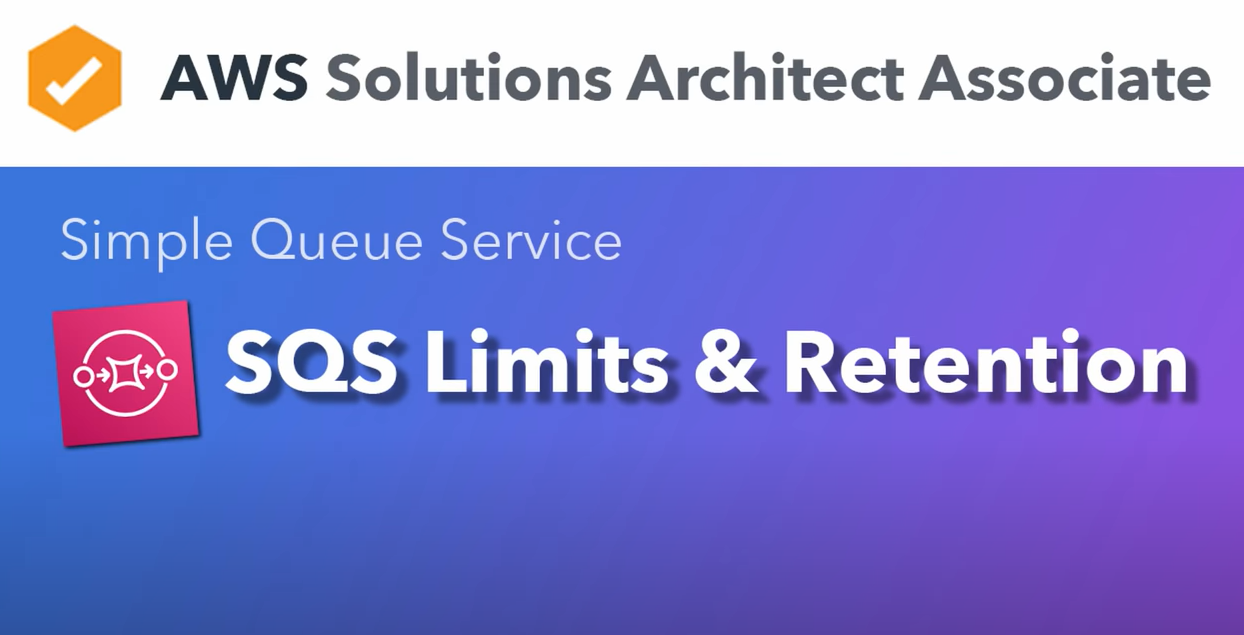 AWS Solutions Architect Associate
Simple Queue Service
SQS Limits & Retention